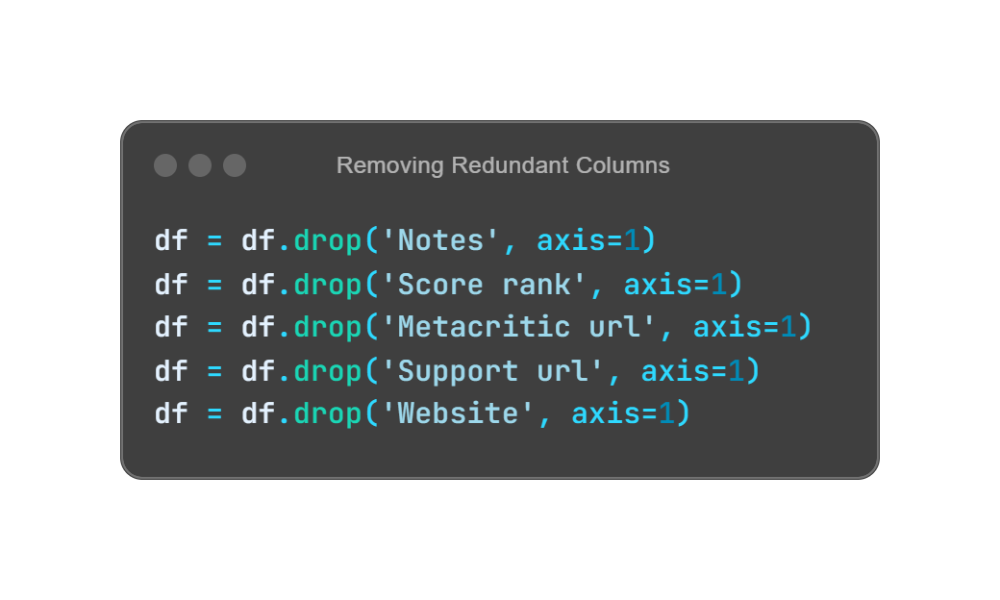 Removing Redundant Columns
df = df.drop('Notes', axis=1)
df = df.drop('Score rank', axis=1)
df = df.drop('Metacritic url', axis=1)
df = df.drop('Support url', axis=1)
df = df.drop('Website', axis=1)